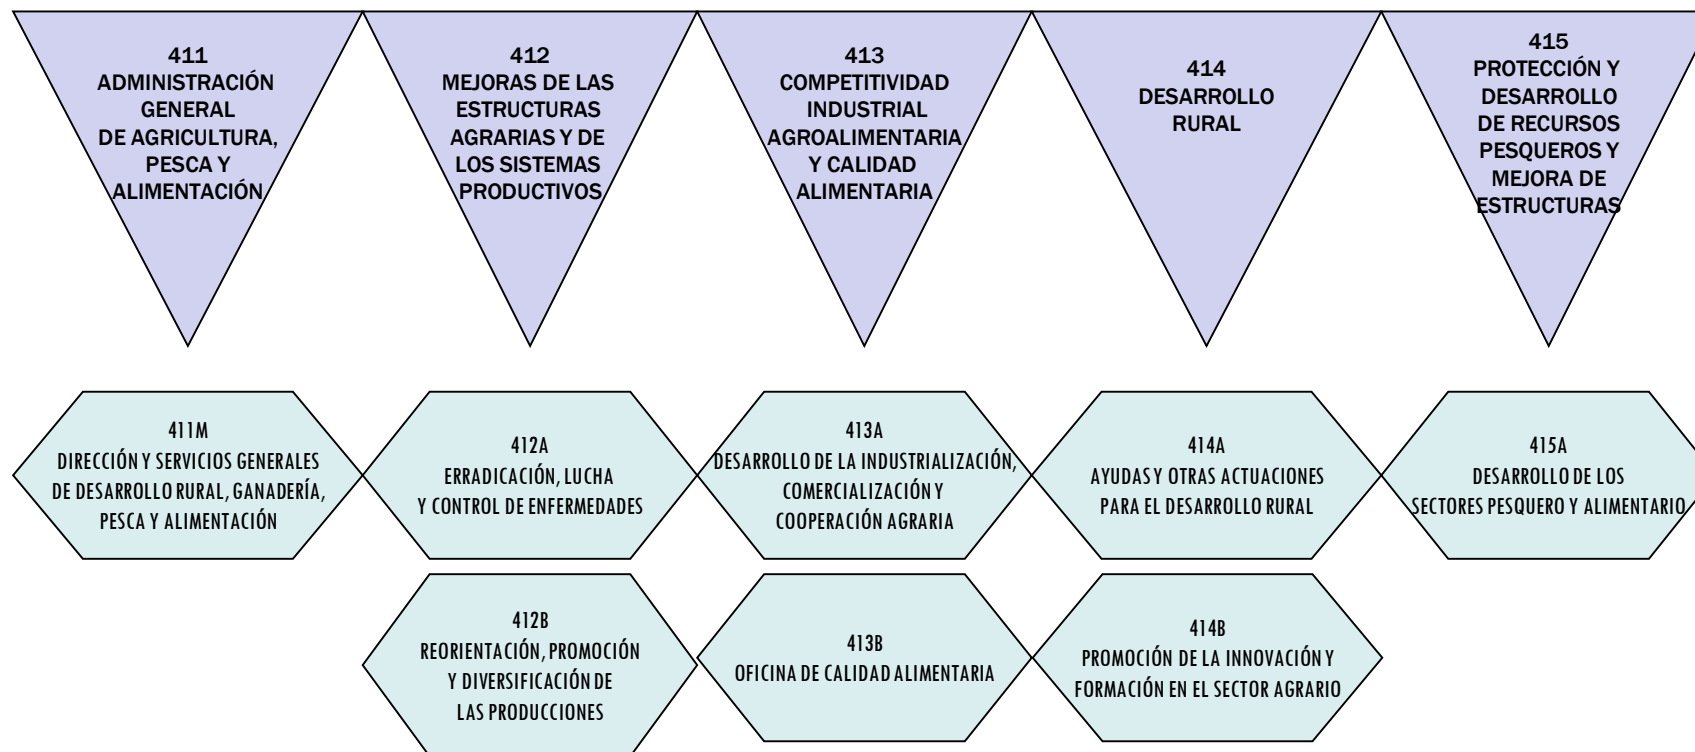 411
ADMINISTRACIÓN
GENERAL
DE AGRICULTURA,
PESCA Y
ALIMENTACIÓN
412
MEJORAS DE LAS
ESTRUCTURAS
AGRARIAS Y DE
LOS SISTEMAS
PRODUCTIVOS
413
COMPETITIVIDAD
INDUSTRIAL
AGROALIMENTARIA
Y CALIDAD
ALIMENTARIA
414
DESARROLLO
RURAL
415
PROTECCIÓN Y
DESARROLLO
DE RECURSOS
PESQUEROS Y
MEJORA DE
ESTRUCTURAS
411M
DIRECCIÓN Y SERVICIOS GENERALES
DE DESARROLLO RURAL, GANADERÍA,
PESCA Y ALIMENTACIÓN
412A
ERRADICACIÓN, LUCHA
Y CONTROL DE ENFERMEDADES
413A
DESARROLLO DE LA INDUSTRIALIZACIÓN,
COMERCIALIZACIÓN Y
COOPERACIÓN AGRARIA
414A
AYUDAS Y OTRAS ACTUACIONES
PARA EL DESARROLLO RURAL
415A
DESARROLLO DE LOS
SECTORES PESQUERO Y ALIMENTARIO
412B
REORIENTACIÓN, PROMOCIÓN
Y DIVERSIFICACIÓN DE
LAS PRODUCCIONES
413B
OFICINA DE CALIDAD ALIMENTARIA
414B
PROMOCIÓN DE LA INNOVACIÓN Y
FORMACIÓN EN EL SECTOR AGRARIO